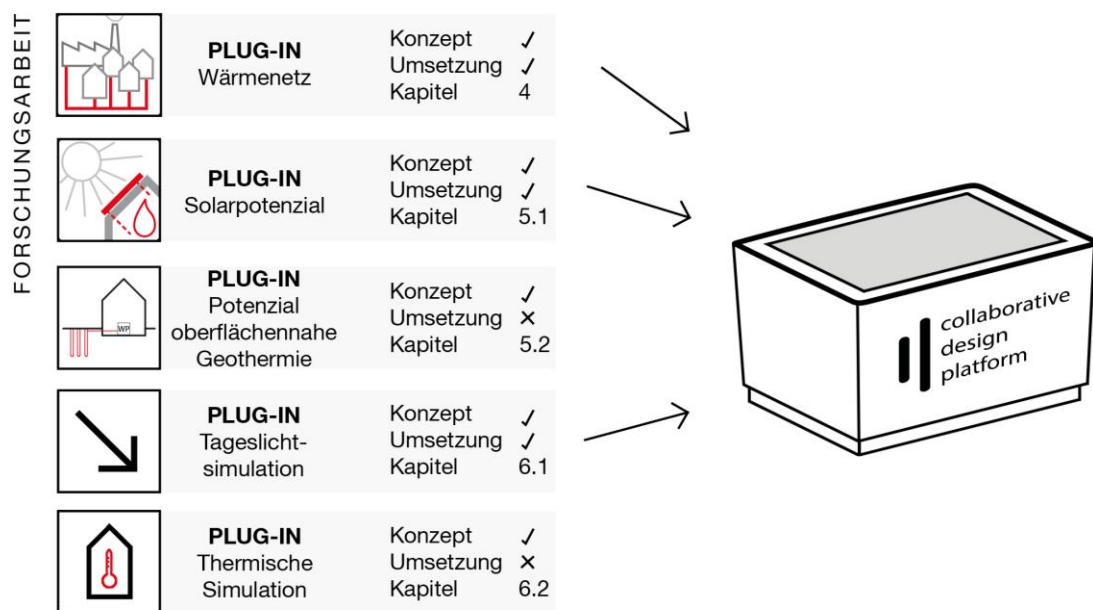 FORSCHUNGSARBEIT
PLUG-IN
Wärmenetz
Konzept ✓
Umsetzung ✓
Kapitel 4
PLUG-IN
Solarpotenzial
Konzept ✓
Umsetzung ✓
Kapitel 5.1
WP
PLUG-IN
Potenzial
oberflächennahe
Geothermie
Konzept ✓
Umsetzung ✗
Kapitel 5.2
PLUG-IN
Tageslicht-
simulation
Konzept ✓
Umsetzung ✓
Kapitel 6.1
PLUG-IN
Thermische
Simulation
Konzept ✓
Umsetzung ✗
Kapitel 6.2
collaborative
design
platform